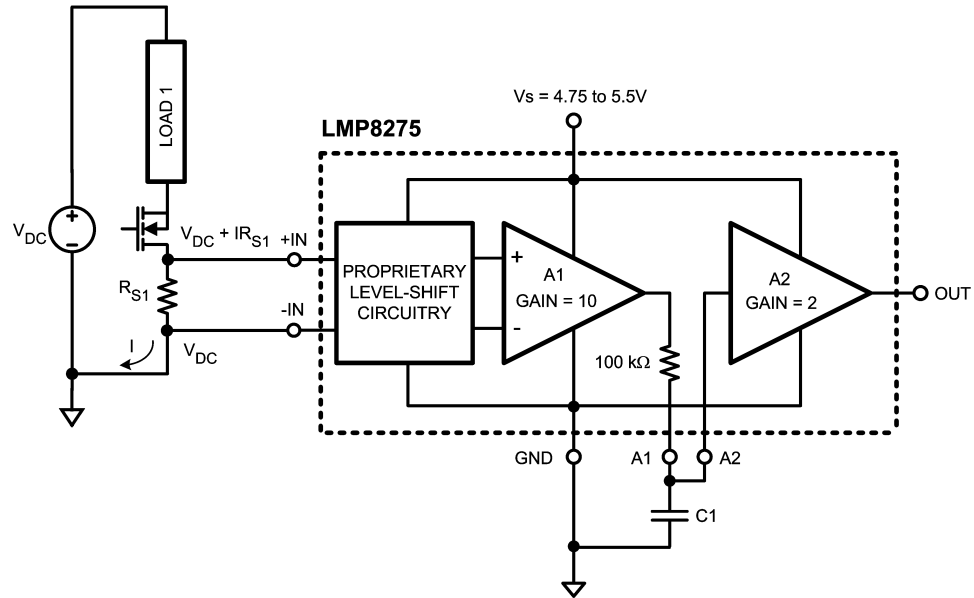 Vs = 4.75 to 5.5V
LMP8275
LOAD 1
+
-
VDC
VDC + IRS1
+IN
RS1
-IN
I
VDC
PROPRIETARY
LEVEL-SHIFT
CIRCUITRY
+
-
A1
GAIN = 10
A2
GAIN = 2
OUT
100 kΩ
GND
A1
A2
C1